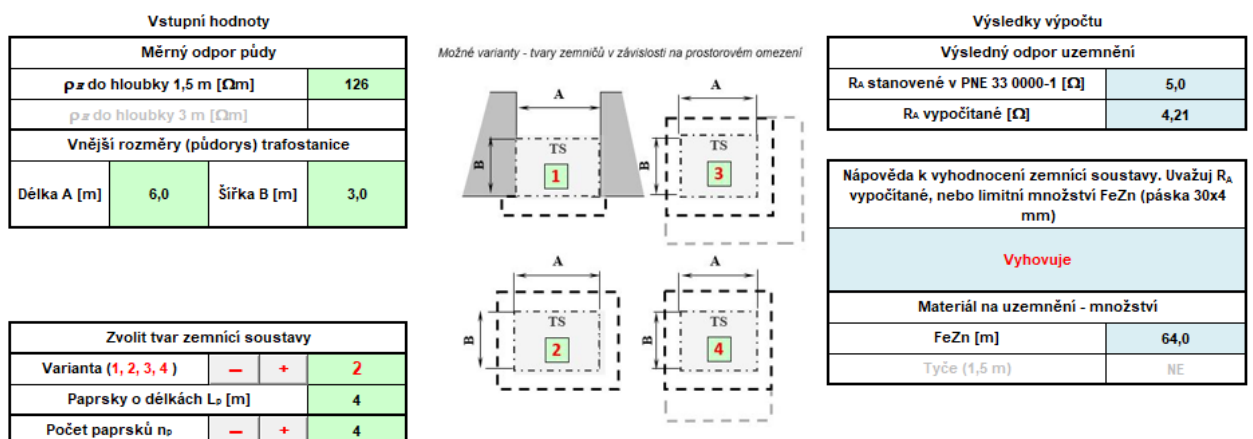 Vstupní hodnoty
Měrný odpor půdy
ρz do hloubky 1,5 m [Ωm] 126
ρz do hloubky 3 m [Ωm]
Vnější rozměry (půdorys) trafostanice
Délka A [m] 6,0 Šířka B [m] 3,0
Zvolit tvar zemnící soustavy
Varianta (1, 2, 3, 4 ) – + 2
Paprsky o délkách Lp [m] 4
Počet paprsků np – + 4
Možné varianty - tvary zemničů v závislosti na prostorovém omezení
A
B
TS
1
A
B
TS
3
A
B
TS
2
A
B
TS
4
Výsledky výpočtu
Výsledný odpor uzemnění
RA stanovené v PNE 33 0000-1 [Ω] 5,0
RA vypočítané [Ω] 4,21
Nápověda k vyhodnocení zemnící soustavy. Uvažuj RA
vypočítané, nebo limitní množství FeZn (páska 30x4
mm)
Vyhovuje
Materiál na uzemnění - množství
FeZn [m] 64,0
Tyče (1,5 m) NE